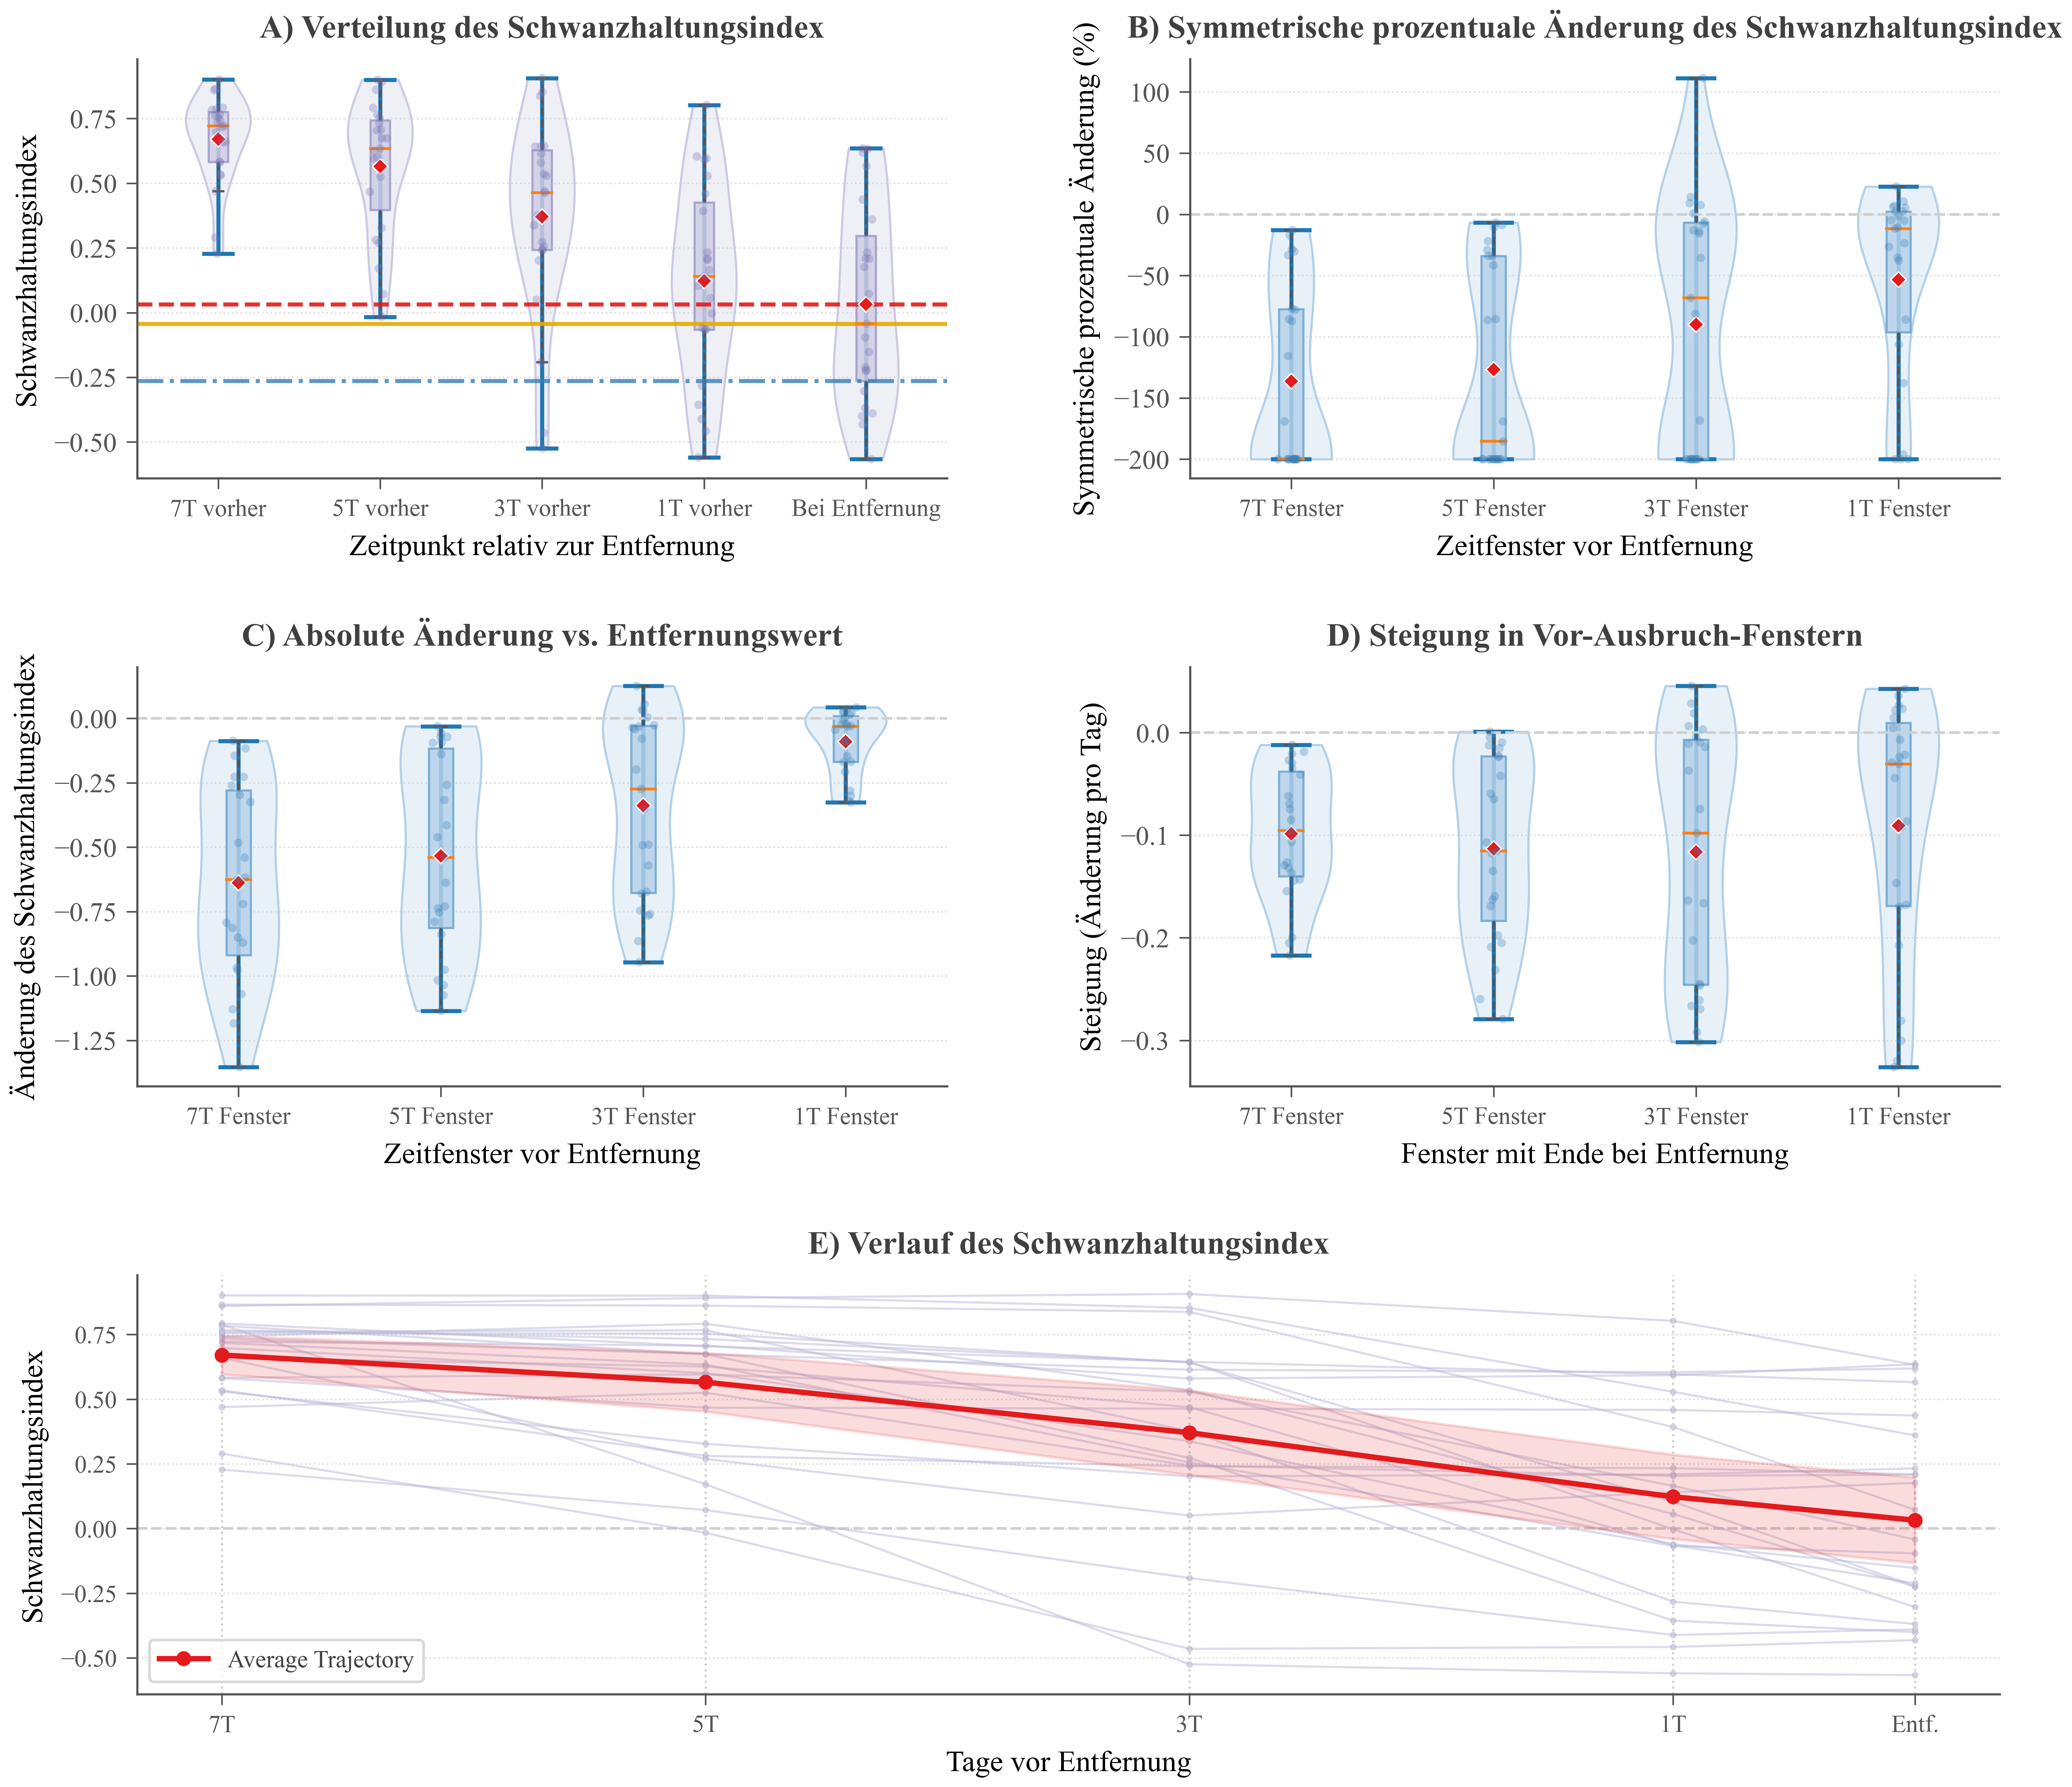 A) Verteilung des Schwanzhaltungsindex
Schwanzhaltungsindex
0.75
0.50
0.25
0.00
−0.25
−0.50
7T vorher
5T vorher
3T vorher
1T vorher
Bei Entfernung
Zeitpunkt relativ zur Entfernung
B) Symmetrische prozentuale Änderung des Schwanzhaltungsindex
Symmetrische prozentuale Änderung (%)
100
50
0
−50
−100
−150
−200
7T Fenster
5T Fenster
3T Fenster
1T Fenster
Zeitfenster vor Entfernung
C) Absolute Änderung vs. Entfernungswert
Änderung des Schwanzhaltungsindex
0.00
−0.25
−0.50
−0.75
−1.00
−1.25
7T Fenster
5T Fenster
3T Fenster
1T Fenster
Zeitfenster vor Entfernung
D) Steigung in Vor-Ausbruch-Fenstern
Steigung (Änderung pro Tag)
0.0
−0.1
−0.2
−0.3
7T Fenster
5T Fenster
3T Fenster
1T Fenster
Fenster mit Ende bei Entfernung
E) Verlauf des Schwanzhaltungsindex
Schwanzhaltungsindex
0.75
0.50
0.25
0.00
−0.25
−0.50
Average Trajectory
7T
5T
3T
1T
Entf.
Tage vor Entfernung